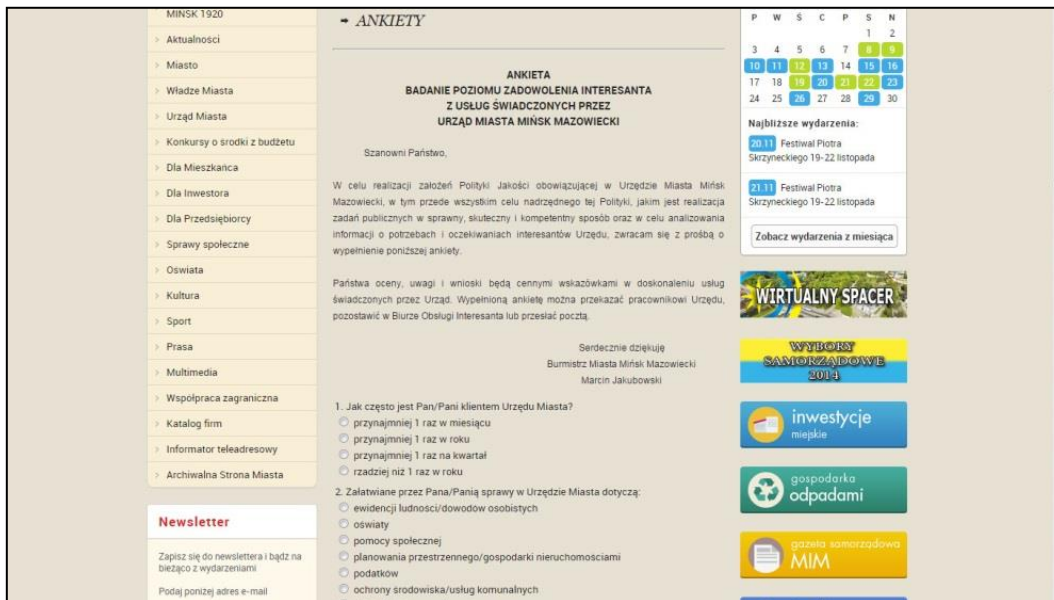 MIŃSK 1920
Aktualności
Miasto
Władze Miasta
Urząd Miasta
Konkursy o środki z budżetu
Dla Mieszkańca
Dla Inwestora
Dla Przedsiębiorcy
Sprawy społeczne
Oświata
Kultura
Sport
Prasa
Multimedia
Współpraca zagraniczna
Katalog firm
Informator teleadresowy
Archiwalna Strona Miasta
Newsletter
Zapisz się do newslettera i bądź na
bieżąco z wydarzeniami
Podaj poniżej adres e-mail
ANKIETY
ANKIETA
BADANIE POZIOMU ZADOWOLENIA INTERESANTA
Z USŁUG ŚWIADCZONYCH PRZEZ
URZĄD MIASTA MIŃSK MAZOWIECKI
Szanowni Państwo,
W celu realizacji założeń Polityki Jakości obowiązującej w Urzędzie Miasta Mińsk
Mazowiecki, w tym przede wszystkim celu nadrzędnego tej Polityki, jakim jest realizacja
zadań publicznych w sprawny, skuteczny i kompetentny sposób oraz w celu analizowania
informacji o potrzebach i oczekiwaniach interesantów Urzędu, zwracam się z prośbą o
wypełnienie poniższej ankiety.
Państwa oceny, uwagi i wnioski będą cennymi wskazówkami w doskonaleniu usług
świadczonych przez Urząd. Wypełnioną ankietę można przekazać pracownikowi Urzędu,
pozostawić w Biurze Obsługi Interesanta lub przesłać pocztą.
Serdecznie dziękuję
Burmistrz Miasta Mińsk Mazowiecki
Marcin Jakubowski
1. Jak często jest Pan/Pani klientem Urzędu Miasta?
przynajmniej 1 raz w miesiącu
przynajmniej 1 raz w roku
przynajmniej 1 raz na kwartał
rzadziej niż 1 raz w roku
2. Załatwiane przez Pana/Panią sprawy w Urzędzie Miasta dotyczą:
ewidencji ludności/dowodów osobistych
oświaty
pomocy społecznej
planowania przestrzennego/gospodarki nieruchomościami
podatków
ochrony środowiska/usług komunalnych
P W Ś C P S N
1 2
3 4 5 6 7 8 9
10 11 12 13 14 15 16
17 18 19 20 21 22 23
24 25 26 27 28 29 30
Najbliższe wydarzenia:
20.11 Festiwal Piotra
Skrzyneckiego 19-22 listopada
21.11 Festiwal Piotra
Skrzyneckiego 19-22 listopada
Zobacz wydarzenia z miesiąca
WIRTUALNY SPACER
WYBORY
SAMORZĄDOWE
2014
inwestycje
miejskie
gospodarka
odpadami
gazeta samorządowa
MIM